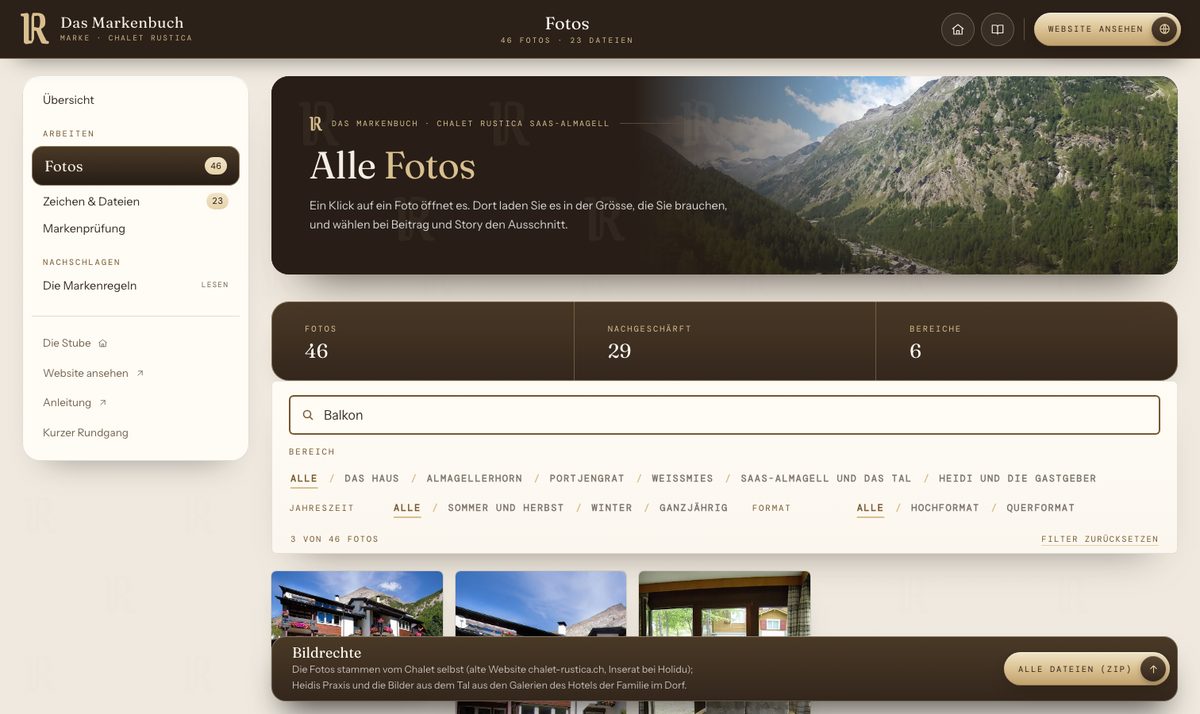 Das Markenbuch
MARKE · CHALET RUSTICA
Fotos
46 FOTOS · 23 DATEIEN
WEBSITE ANSEHEN
Übersicht
ARBEITEN
Fotos 46
Zeichen & Dateien 23
Markenprüfung
NACHSCHLAGEN
Die Markenregeln LESEN
Die Stube
Website ansehen
Anleitung
Kurzer Rundgang
DAS MARKENBUCH · CHALET RUSTICA SAAS-ALMAGELL
Alle Fotos
Ein Klick auf ein Foto öffnet es. Dort laden Sie es in der Grösse, die Sie brauchen,
und wählen bei Beitrag und Story den Ausschnitt.
FOTOS
46
NACHGESCHÄRFT
29
BEREICHE
6
Balkon
BEREICH
ALLE / DAS HAUS / ALMAGELLERHORN / PORTJENGRAT / WEISSMIES / SAAS-ALMAGELL UND DAS TAL / HEIDI UND DIE GASTGEBER
JAHRESZEIT ALLE / SOMMER UND HERBST / WINTER / GANZJÄHRIG FORMAT ALLE / HOCHFORMAT / QUERFORMAT
3 VON 46 FOTOS FILTER ZURÜCKSETZEN
Bildrechte
Die Fotos stammen vom Chalet selbst (alte Website chalet-rustica.ch, Inserat bei Holidu);
Heidis Praxis und die Bilder aus dem Tal aus den Galerien des Hotels der Familie im Dorf.
ALLE DATEIEN (ZIP)